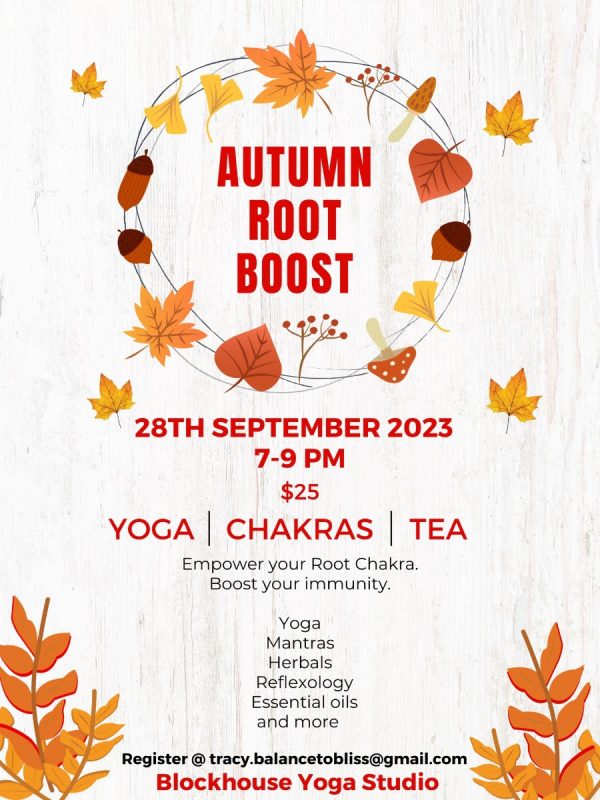 AUTUMN
ROOT
BOOST
28TH SEPTEMBER 2023
7-9 PM
$25
YOGA | CHAKRAS | TEA
Empower your Root Chakra.
Boost your immunity.
Yoga
Mantras
Herbals
Reflexology
Essential oils
and more
Register @ tracy.balancetobliss@gmail.com
Blockhouse Yoga Studio